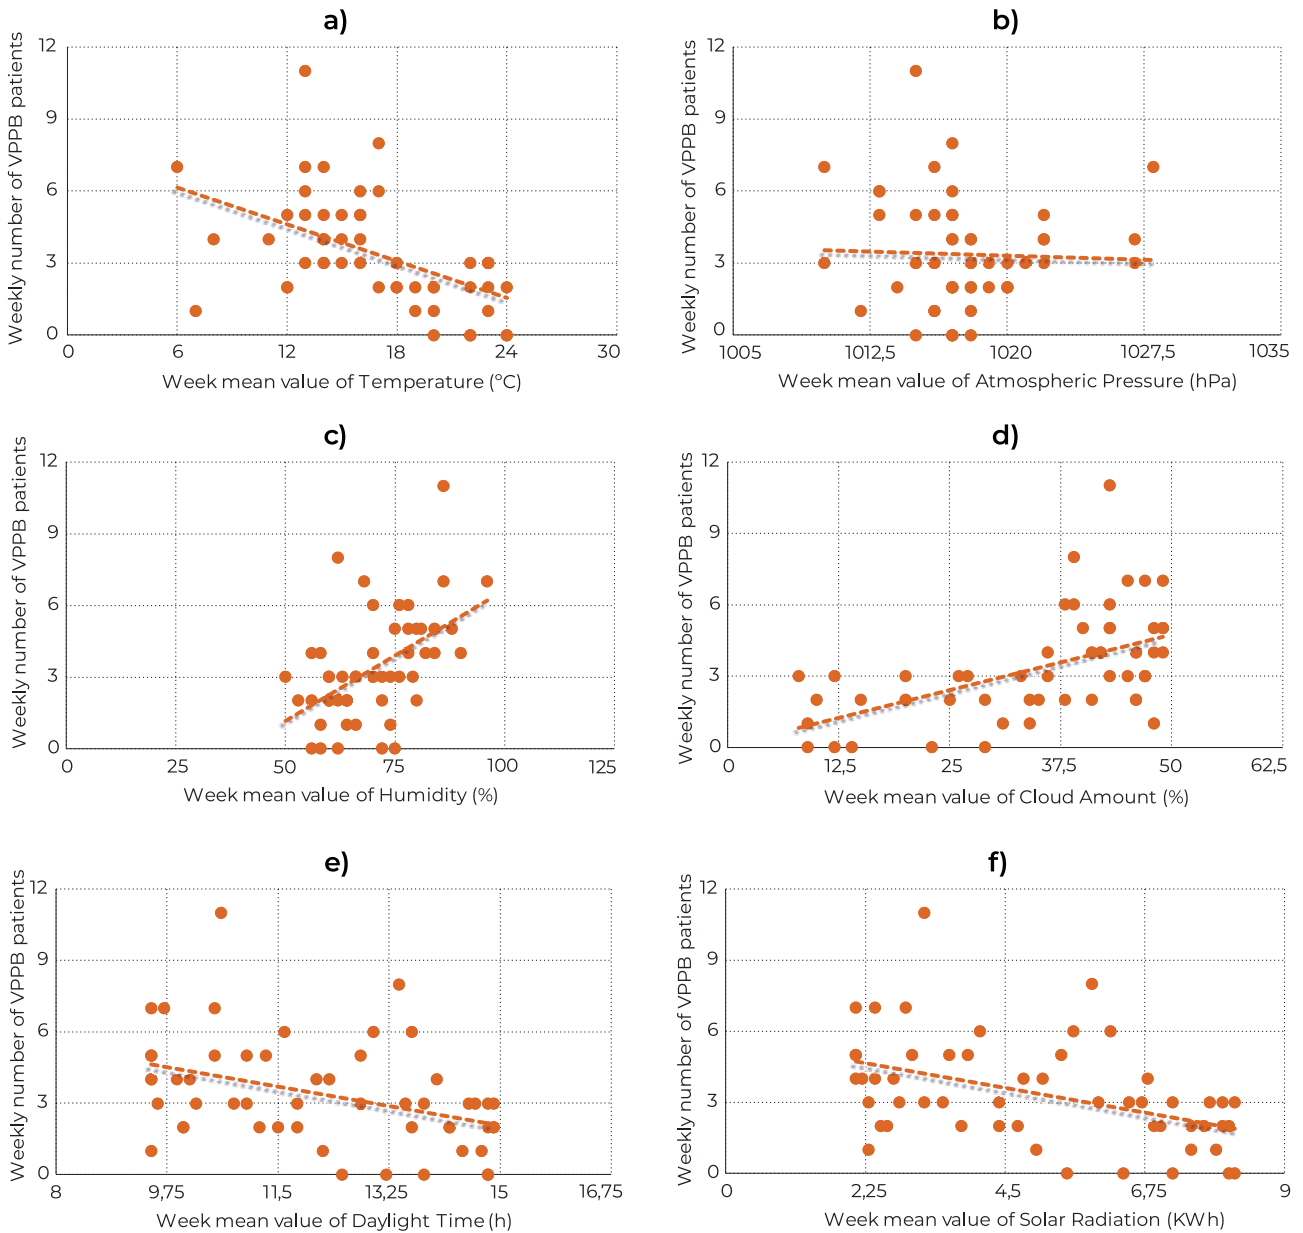 a)
Weekly number of VPPB patients
12
9
6
3
0
0 6 12 18 24 30
Week mean value of Temperature (ºC)
b)
Weekly number of VPPB patients
12
9
6
3
0
1005 1012,5 1020 1027,5 1035
Week mean value of Atmospheric Pressure (hPa)
c)
Weekly number of VPPB patients
12
9
6
3
0
0 25 50 75 100 125
Week mean value of Humidity (%)
d)
Weekly number of VPPB patients
12
9
6
3
0
0 12,5 25 37,5 50 62,5
Week mean value of Cloud Amount (%)
e)
Weekly number of VPPB patients
12
9
6
3
0
8 9,75 11,5 13,25 15 16,75
Week mean value of Daylight Time (h)
f)
Weekly number of VPPB patients
12
9
6
3
0
0 2,25 4,5 6,75 9
Week mean value of Solar Radiation (KWh)